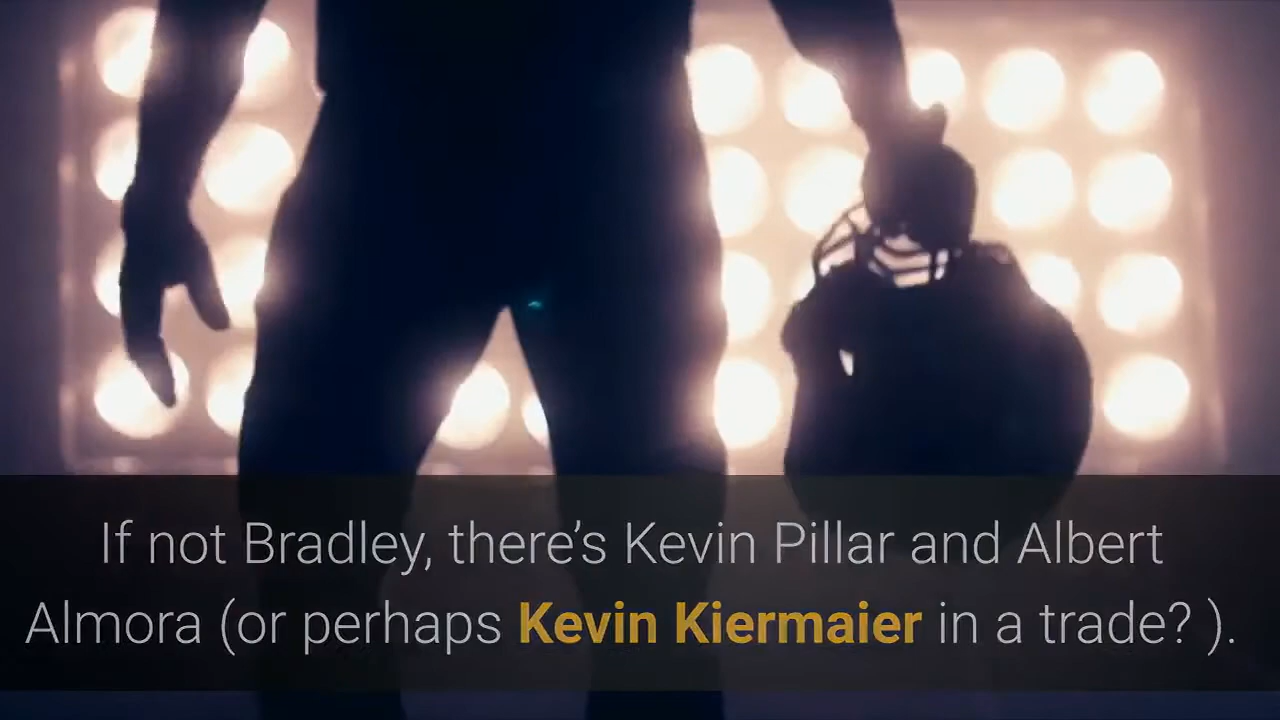 If not Bradley, there’s Kevin Pillar and Albert
Almora (or perhaps Kevin Kiermaier in a trade? ).